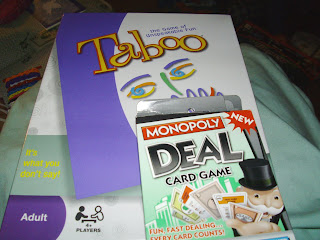 the Game of
Unspeakable Fun
Taboo
It's
what you
don't say!
Adult
4+
PLAYERS
MONOPOLY
NEW
DEAL
CARD GAME
FUN, FAST-DEALING...
EVERY CARD COUNTS!